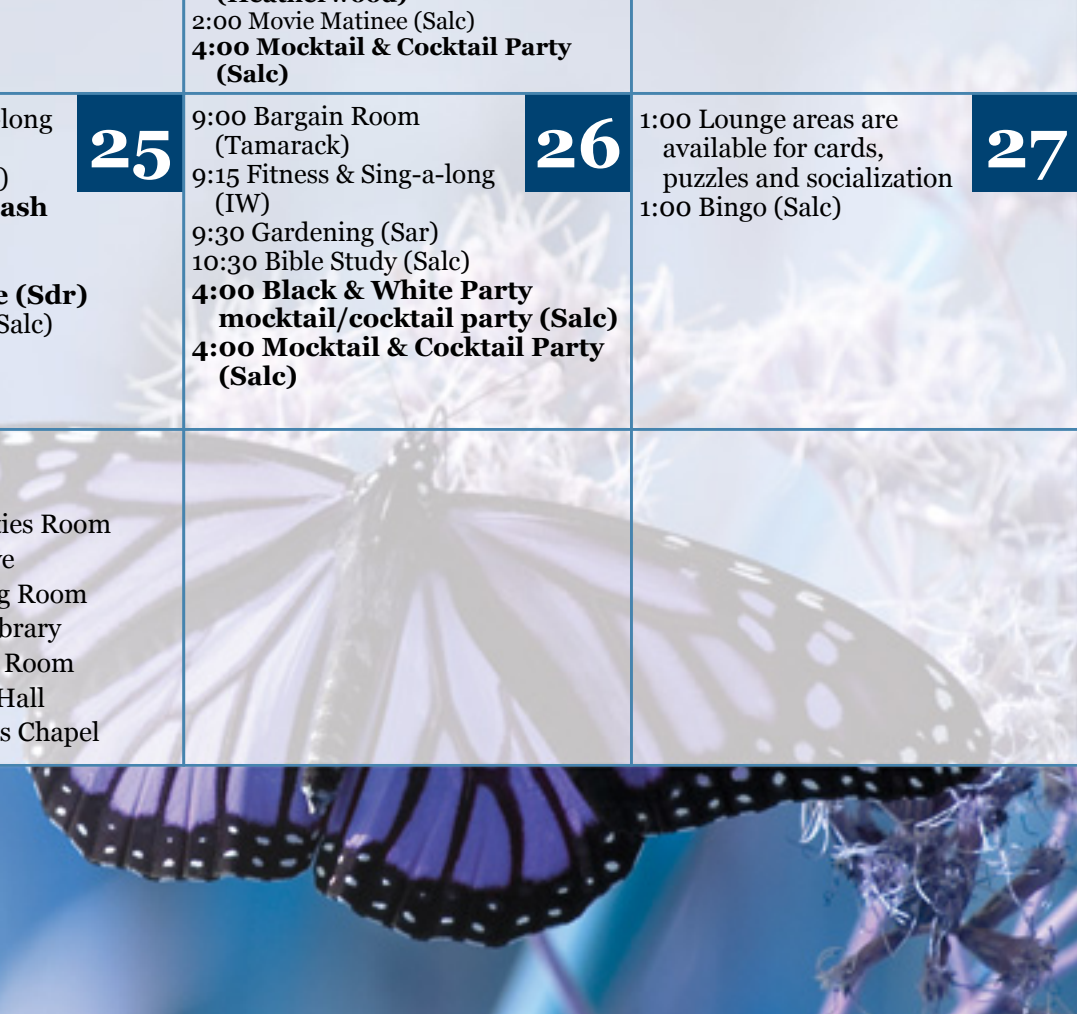 (Heatherwood)
2:00 Movie Matinee (Salc)
4:00 Mocktail & Cocktail Party
(Salc)
long
)
ash
e (Sdr)
Salc)
25
9:00 Bargain Room
(Tamarack)
9:15 Fitness & Sing-a-long
(IW)
9:30 Gardening (Sar)
10:30 Bible Study (Salc)
4:00 Black & White Party
mocktail/cocktail party (Salc)
4:00 Mocktail & Cocktail Party
(Salc)
26
1:00 Lounge areas are
available for cards,
puzzles and socialization
1:00 Bingo (Salc)
27
ties Room
e
g Room
brary
Room
Hall
s Chapel